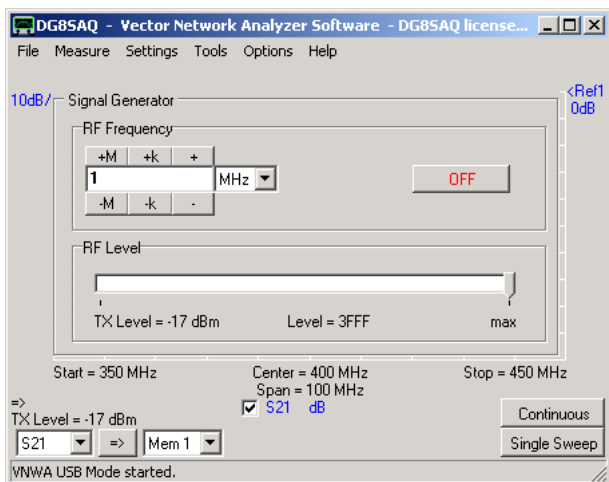 DG8SAQ - Vector Network Analyzer Software - DG8SAQ license...
File Measure Settings Tools Options Help
10dB/
<Ref1
0dB
Signal Generator
RF Frequency
+M +k +
1 MHz
OFF
-M -k -
RF Level
TX Level = -17 dBm Level = 3FFF max
Start = 350 MHz Center = 400 MHz Stop = 450 MHz
Span = 100 MHz
=>
S21 dB
TX Level = -17 dBm
Continuous
S21 => Mem 1
Single Sweep
VNWA USB Mode started.